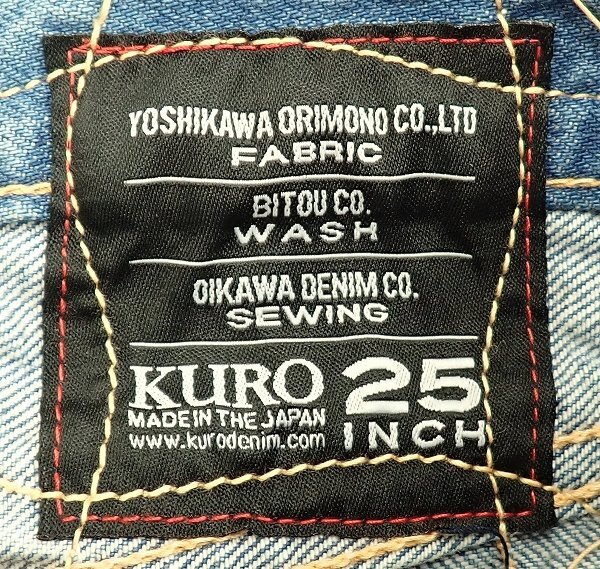 YOSHIKAWA ORIMONO CO.,LTD
FABRIC
BITOU CO.
WASH
OIKAWA DENIM CO.
SEWING
KURO 25
MADE IN THE JAPAN INCH
www.kurodenim.com